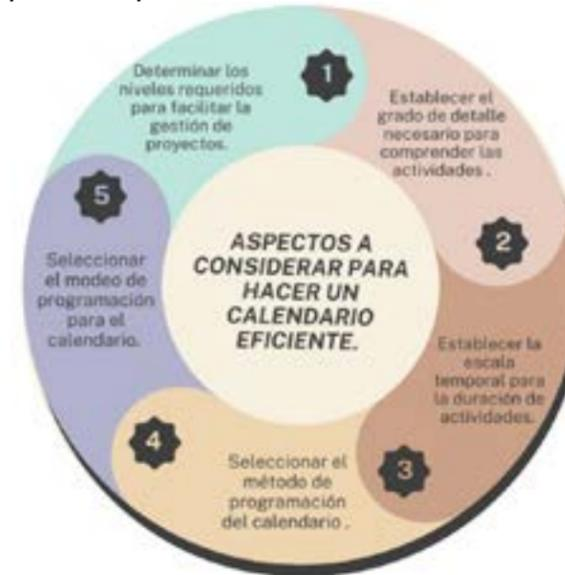 1
Determinar los
niveles requeridos
para facilitar la
gestión de
proyectos.
2
Establecer el
grado de detalle
necesario para
comprender las
actividades .
3
Establecer la
escala
temporal para
la duración de
actividades.
4
Seleccionar el
método de
programación
del calendario .
5
Seleccionar
el modeo de
programación
para el
calendario.
ASPECTOS A
CONSIDERAR PARA
HACER UN
CALENDARIO
EFICIENTE.